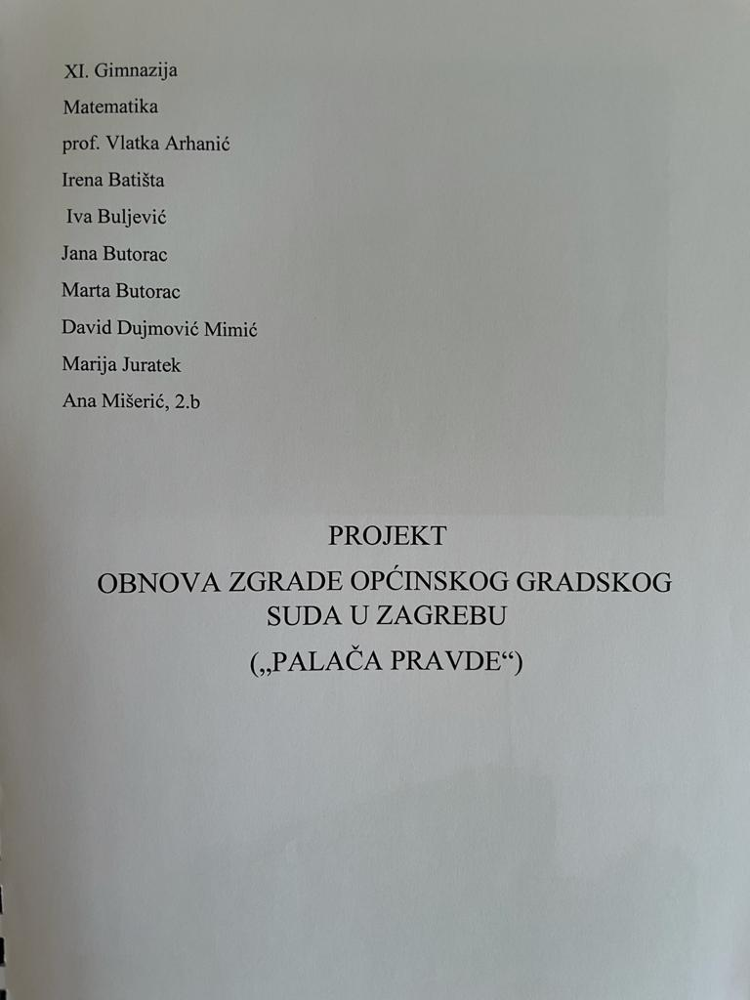 XI. Gimnazija
Matematika
prof. Vlatka Arhanić
Irena Batišta
Iva Buljević
Jana Butorac
Marta Butorac
David Dujmović Mimić
Marija Juratek
Ana Mišerić, 2.b
PROJEKT
OBNOVA ZGRADE OPĆINSKOG GRADSKOG
SUDA U ZAGREBU
(„PALAČA PRAVDE“)